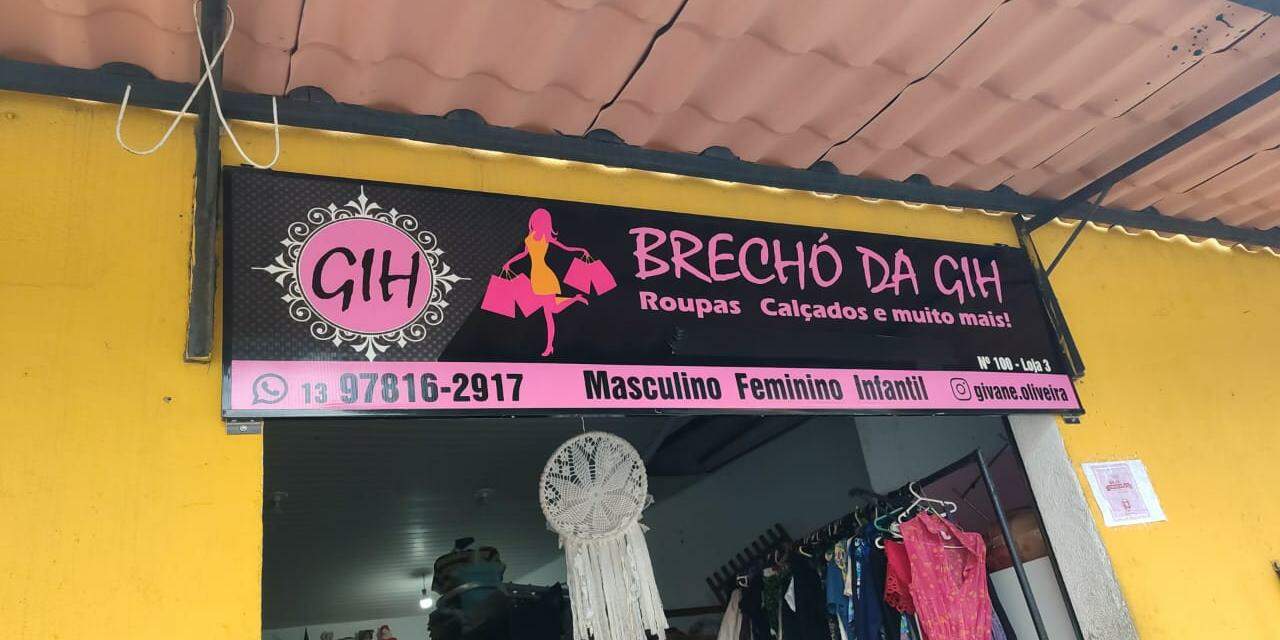 GIH
BRECHÓ DA GIH
Roupas Calçados e muito mais!
Nº 100 - Loja 3
13 97816-2917 Masculino Feminino Infantil givane.oliveira